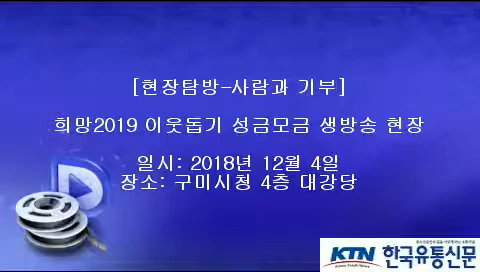 [현장탐방-사람과 기부]
희망2019 이웃돕기 성금모금 생방송 현장
일시: 2018년 12월 4일
장소: 구미시청 4층 대강당
KTN 한국유통신문